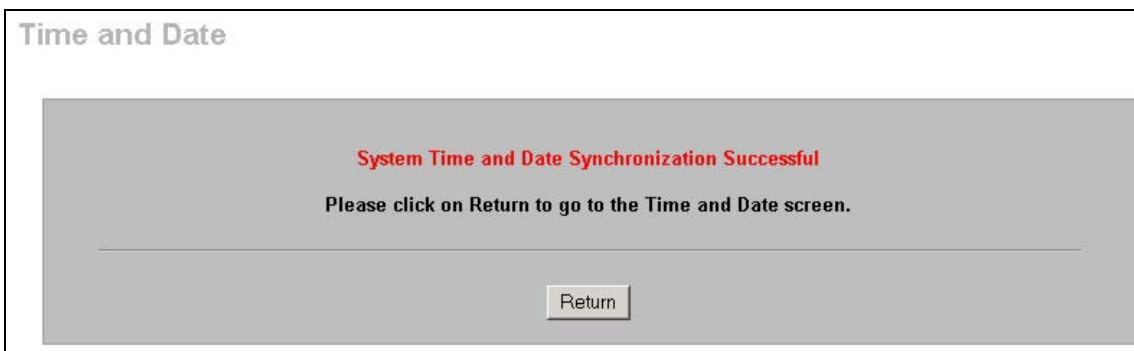 Time and Date
System Time and Date Synchronization Successful
Please click on Return to go to the Time and Date screen.
Return